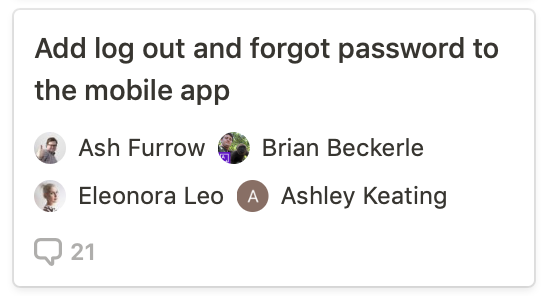 Add log out and forgot password to
the mobile app
Ash Furrow Brian Beckerle
Eleonora Leo A Ashley Keating
21